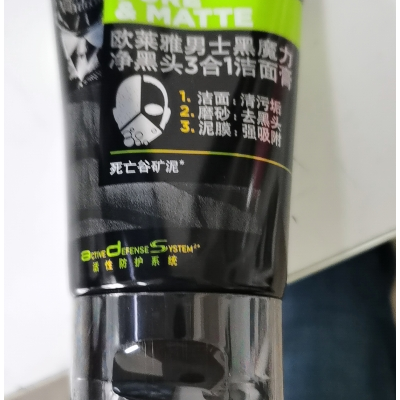 & MATTE
欧莱雅男士黑魔力
净黑头3合1洁面膏
1. 洁面：清污垢
2. 磨砂：去黑头
3. 泥膜：强吸附
死亡谷矿泥*
activE DEFENSE SYSTEM²*
活性防护系统